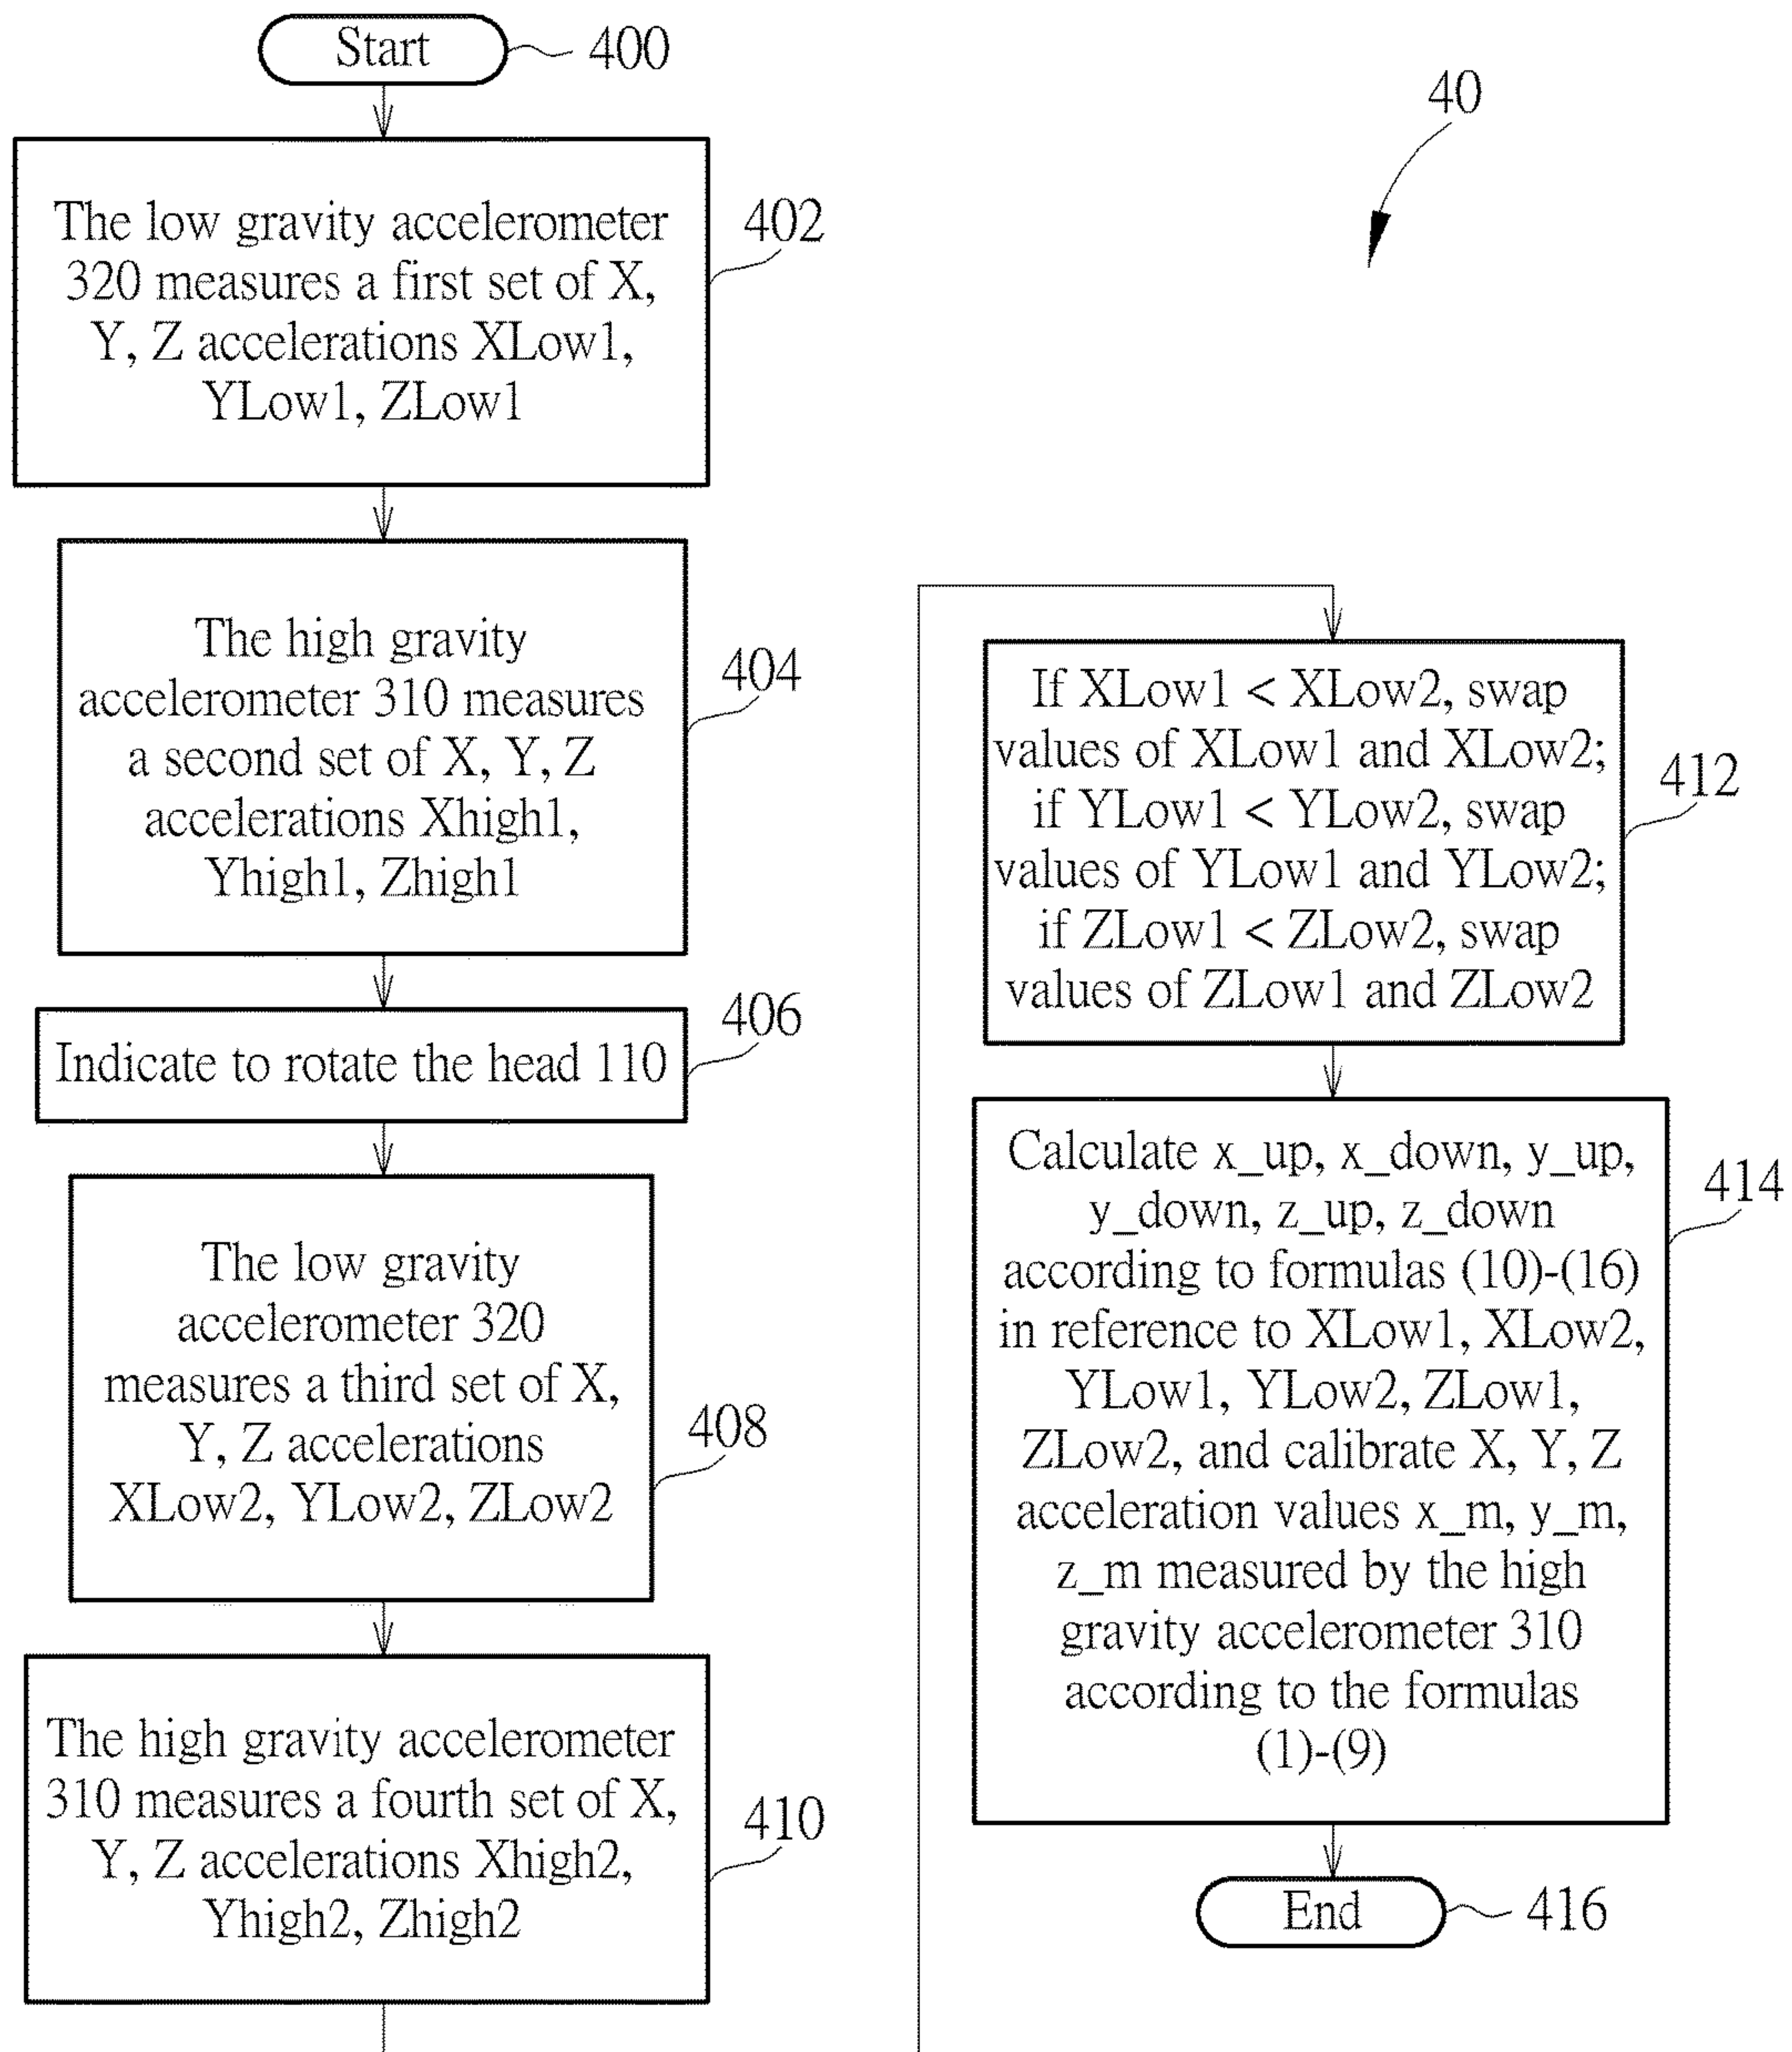 Start
400
40
The low gravity accelerometer
320 measures a first set of X,
Y, Z accelerations XLow1,
YLow1, ZLow1
402
The high gravity
accelerometer 310 measures
a second set of X, Y, Z
accelerations Xhigh1,
Yhigh1, Zhigh1
404
Indicate to rotate the head 110
406
The low gravity
accelerometer 320
measures a third set of X,
Y, Z accelerations
XLow2, YLow2, ZLow2
408
The high gravity accelerometer
310 measures a fourth set of X,
Y, Z accelerations Xhigh2,
Yhigh2, Zhigh2
410
If XLow1 < XLow2, swap
values of XLow1 and XLow2;
if YLow1 < YLow2, swap
values of YLow1 and YLow2;
if ZLow1 < ZLow2, swap
values of ZLow1 and ZLow2
412
Calculate x_up, x_down, y_up,
y_down, z_up, z_down
according to formulas (10)-(16)
in reference to XLow1, XLow2,
YLow1, YLow2, ZLow1,
ZLow2, and calibrate X, Y, Z
acceleration values x_m, y_m,
z_m measured by the high
gravity accelerometer 310
according to the formulas
(1)-(9)
414
End
416